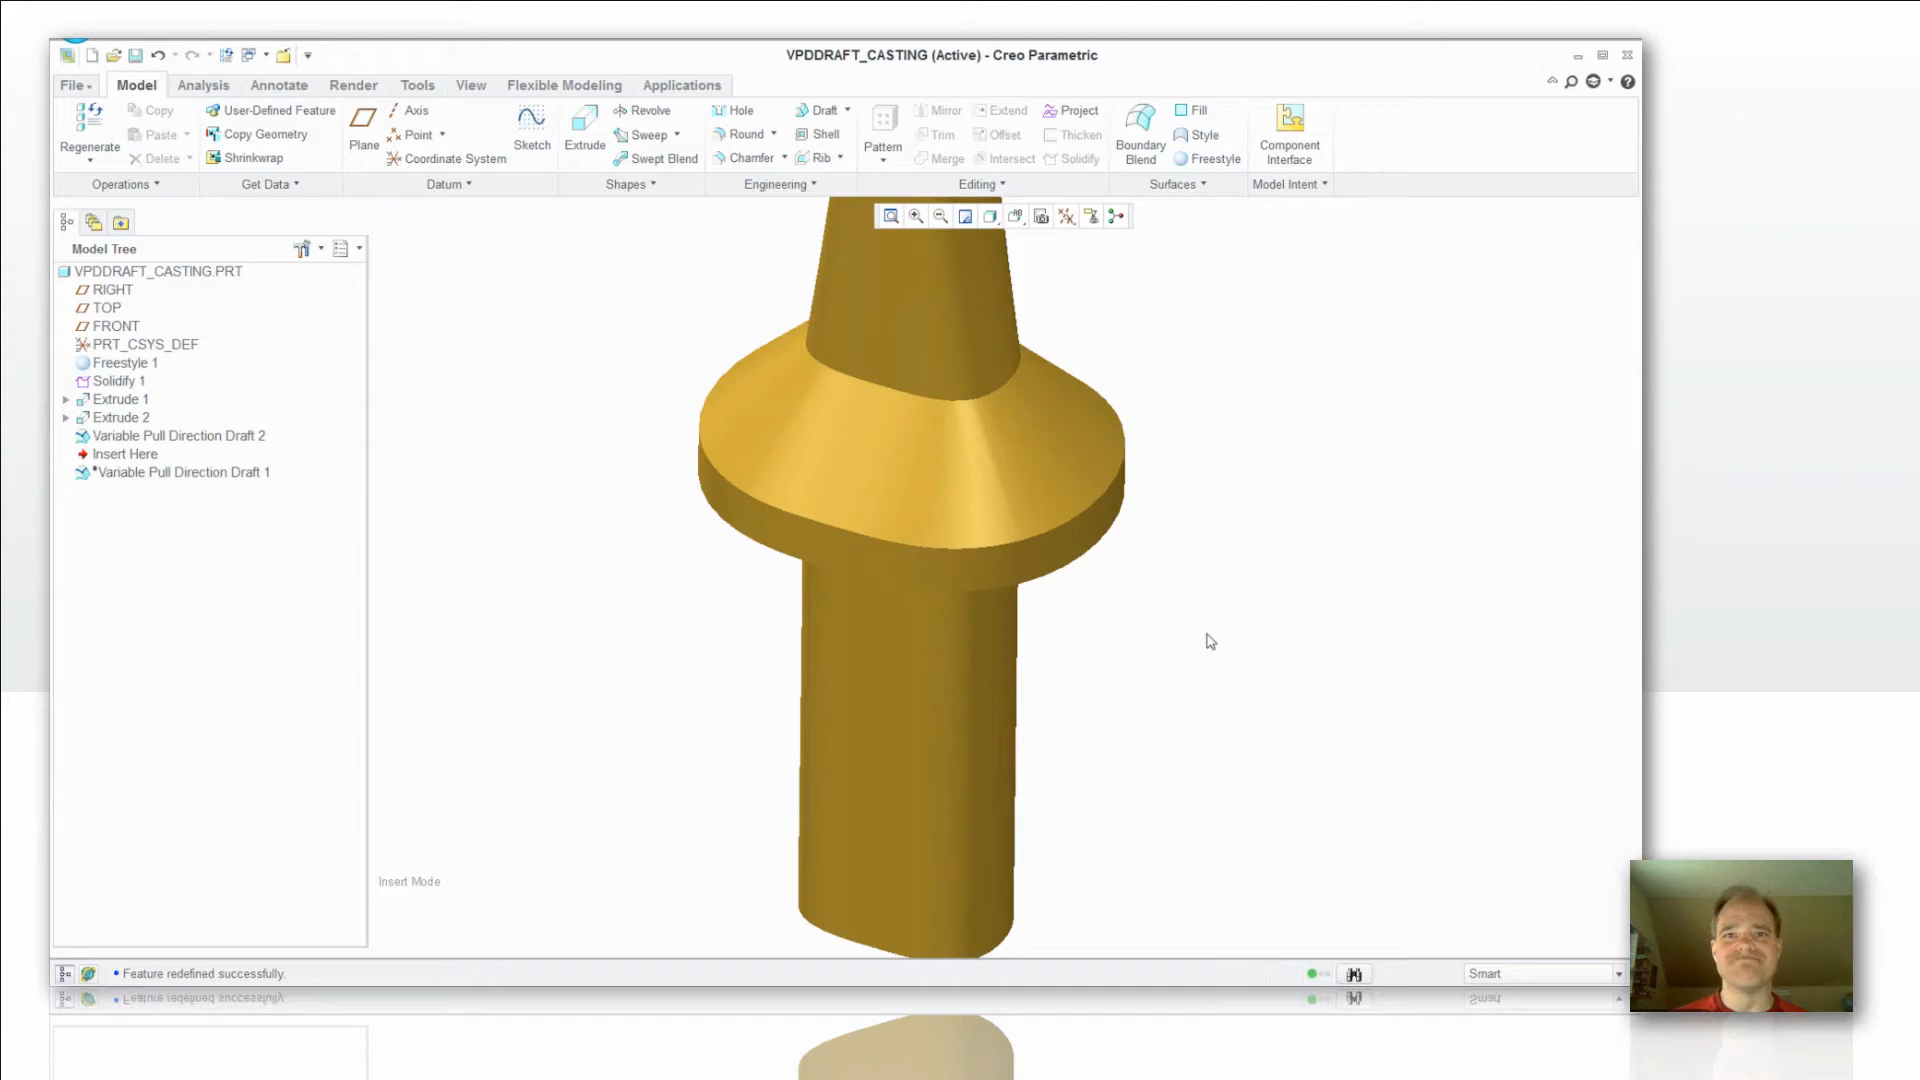 VPDDRAFT_CASTING (Active) - Creo Parametric
File Model Analysis Annotate Render Tools View Flexible Modeling Applications
Regenerate
Copy
Paste
Delete
Operations
User-Defined Feature
Copy Geometry
Shrinkwrap
Get Data
Plane
Axis
Point
Coordinate System
Sketch
Datum
Extrude
Revolve
Sweep
Swept Blend
Shapes
Hole
Round
Chamfer
Draft
Shell
Rib
Engineering
Pattern
Mirror
Trim
Merge
Extend
Offset
Intersect
Project
Thicken
Solidify
Editing
Boundary
Blend
Fill
Style
Freestyle
Surfaces
Component
Interface
Model Intent
Model Tree
VPDDRAFT_CASTING.PRT
RIGHT
TOP
FRONT
PRT_CSYS_DEF
Freestyle 1
Solidify 1
Extrude 1
Extrude 2
Variable Pull Direction Draft 2
Insert Here
Variable Pull Direction Draft 1
Insert Mode
• Feature redefined successfully.
Smart